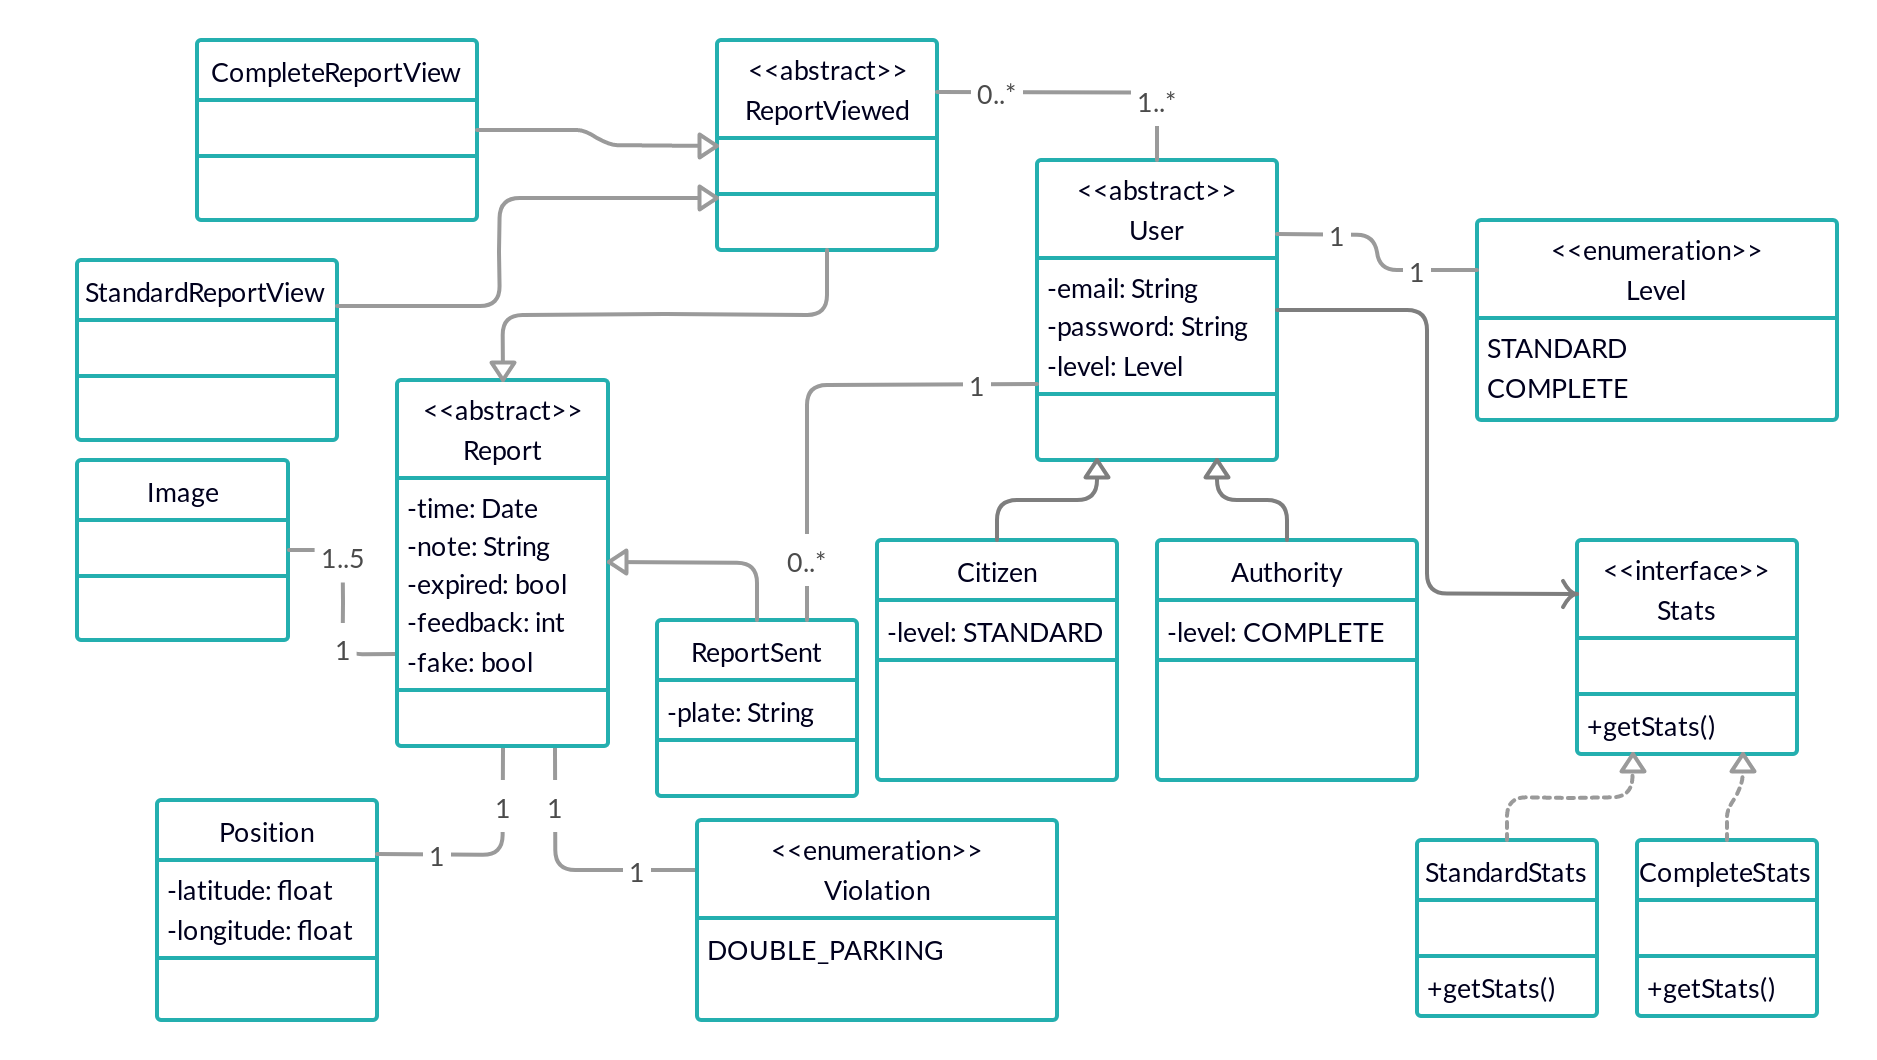 CompleteReportView
<<abstract>>
ReportViewed
0..*
1..*
<<abstract>>
User
-email: String
-password: String
-level: Level
1
1
<<enumeration>>
Level
STANDARD
COMPLETE
StandardReportView
<<abstract>>
Report
-time: Date
-note: String
-expired: bool
-feedback: int
-fake: bool
1
0..*
Image
1..5
1
ReportSent
-plate: String
Citizen
-level: STANDARD
Authority
-level: COMPLETE
<<interface>>
Stats
+getStats()
1
1
Position
-latitude: float
-longitude: float
1
1
<<enumeration>>
Violation
DOUBLE_PARKING
StandardStats
+getStats()
CompleteStats
+getStats()